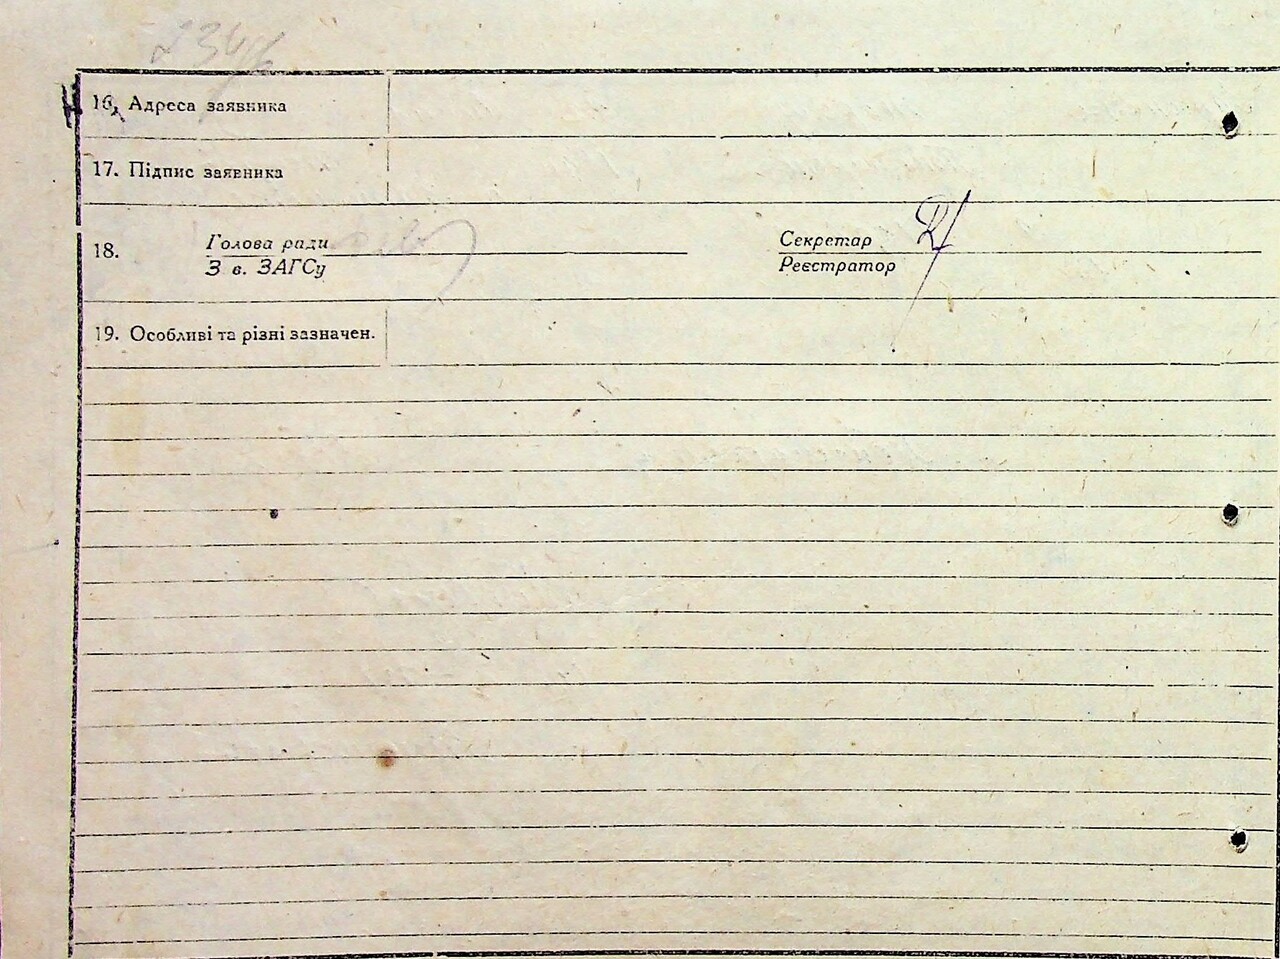 16. Адреса заявника
17. Підпис заявника
18. Голова ради
З в. ЗАГСу
Секретар
Реєстратор
19. Особливі та різні зазначен.